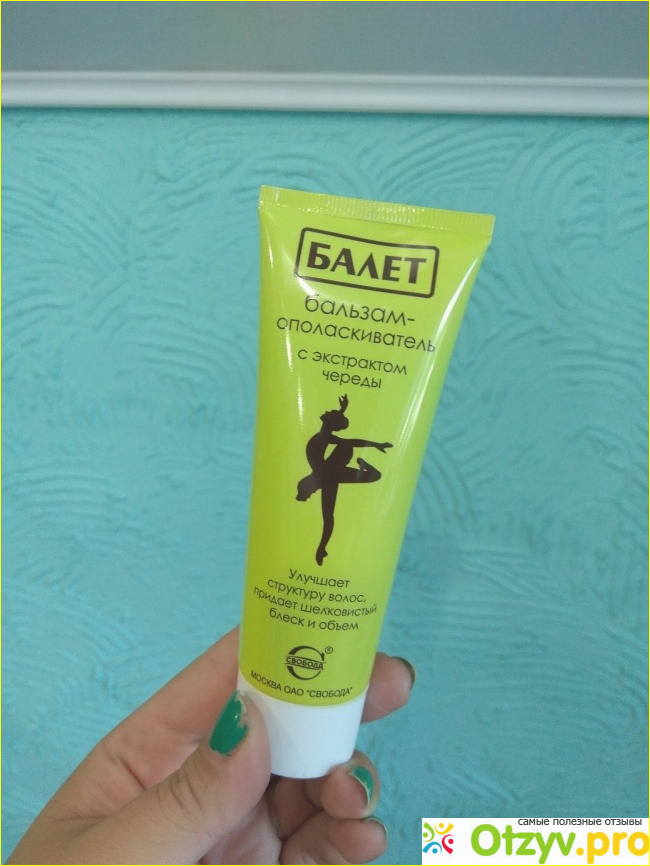 БАЛЕТ
бальзам-
ополаскиватель
с экстрактом
череды
Улучшает
структуру волос,
придает шелковистый
блеск и объем
СВОБОДА ®
МОСКВА ОАО "СВОБОДА"
самые полезные отзывы
Otzyv.pro